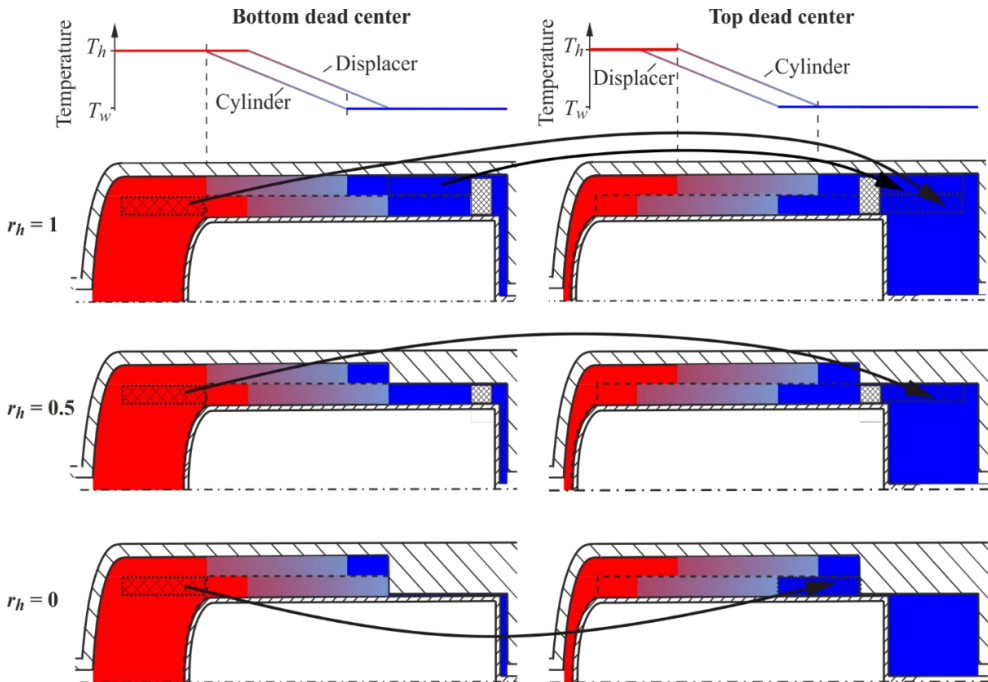 Bottom dead center
Top dead center
Temperature
T_h
T_w
Displacer
Cylinder
Temperature
T_h
T_w
Displacer
Cylinder
r_h = 1
r_h = 0.5
r_h = 0